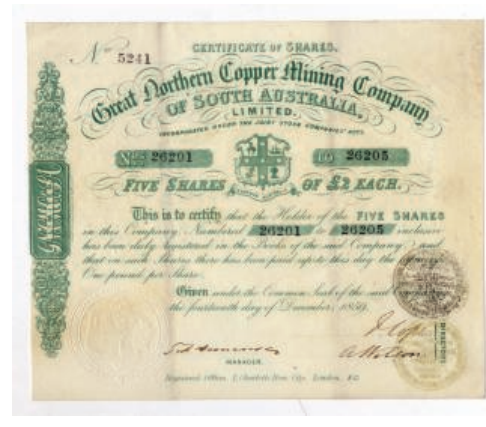 CERTIFICATE OF SHARES.
No 5241
Great Northern Copper Mining Company
OF SOUTH AUSTRALIA,
LIMITED.
INCORPORATED UNDER THE JOINT STOCK COMPANIES' ACTS.
Nos 26201 to 26205
FIVE SHARES OF £2 EACH.
This is to certify that the Holder of the FIVE SHARES
in this Company, Numbered 26201 to 26205 inclusive
has been duly registered in the Books of the said Company, and
that on such Shares there has been paid up to this day the
One pound per Share.
Given under the Common Seal of the said
the fourteenth day of December, 1859.
MANAGER.
DIRECTORS
Registered Offices London, E.C.